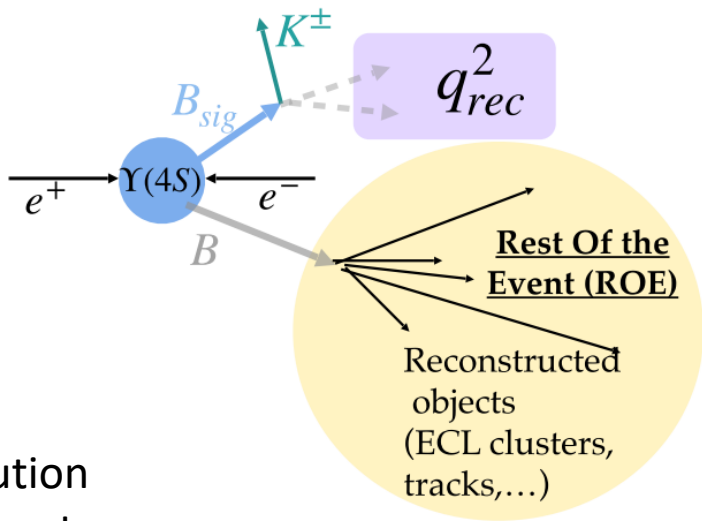 K±
q²rec
Bsig
Υ(4S)
e⁺
e⁻
B
Rest Of the
Event (ROE)
Reconstructed
objects
(ECL clusters,
tracks,…)
ution